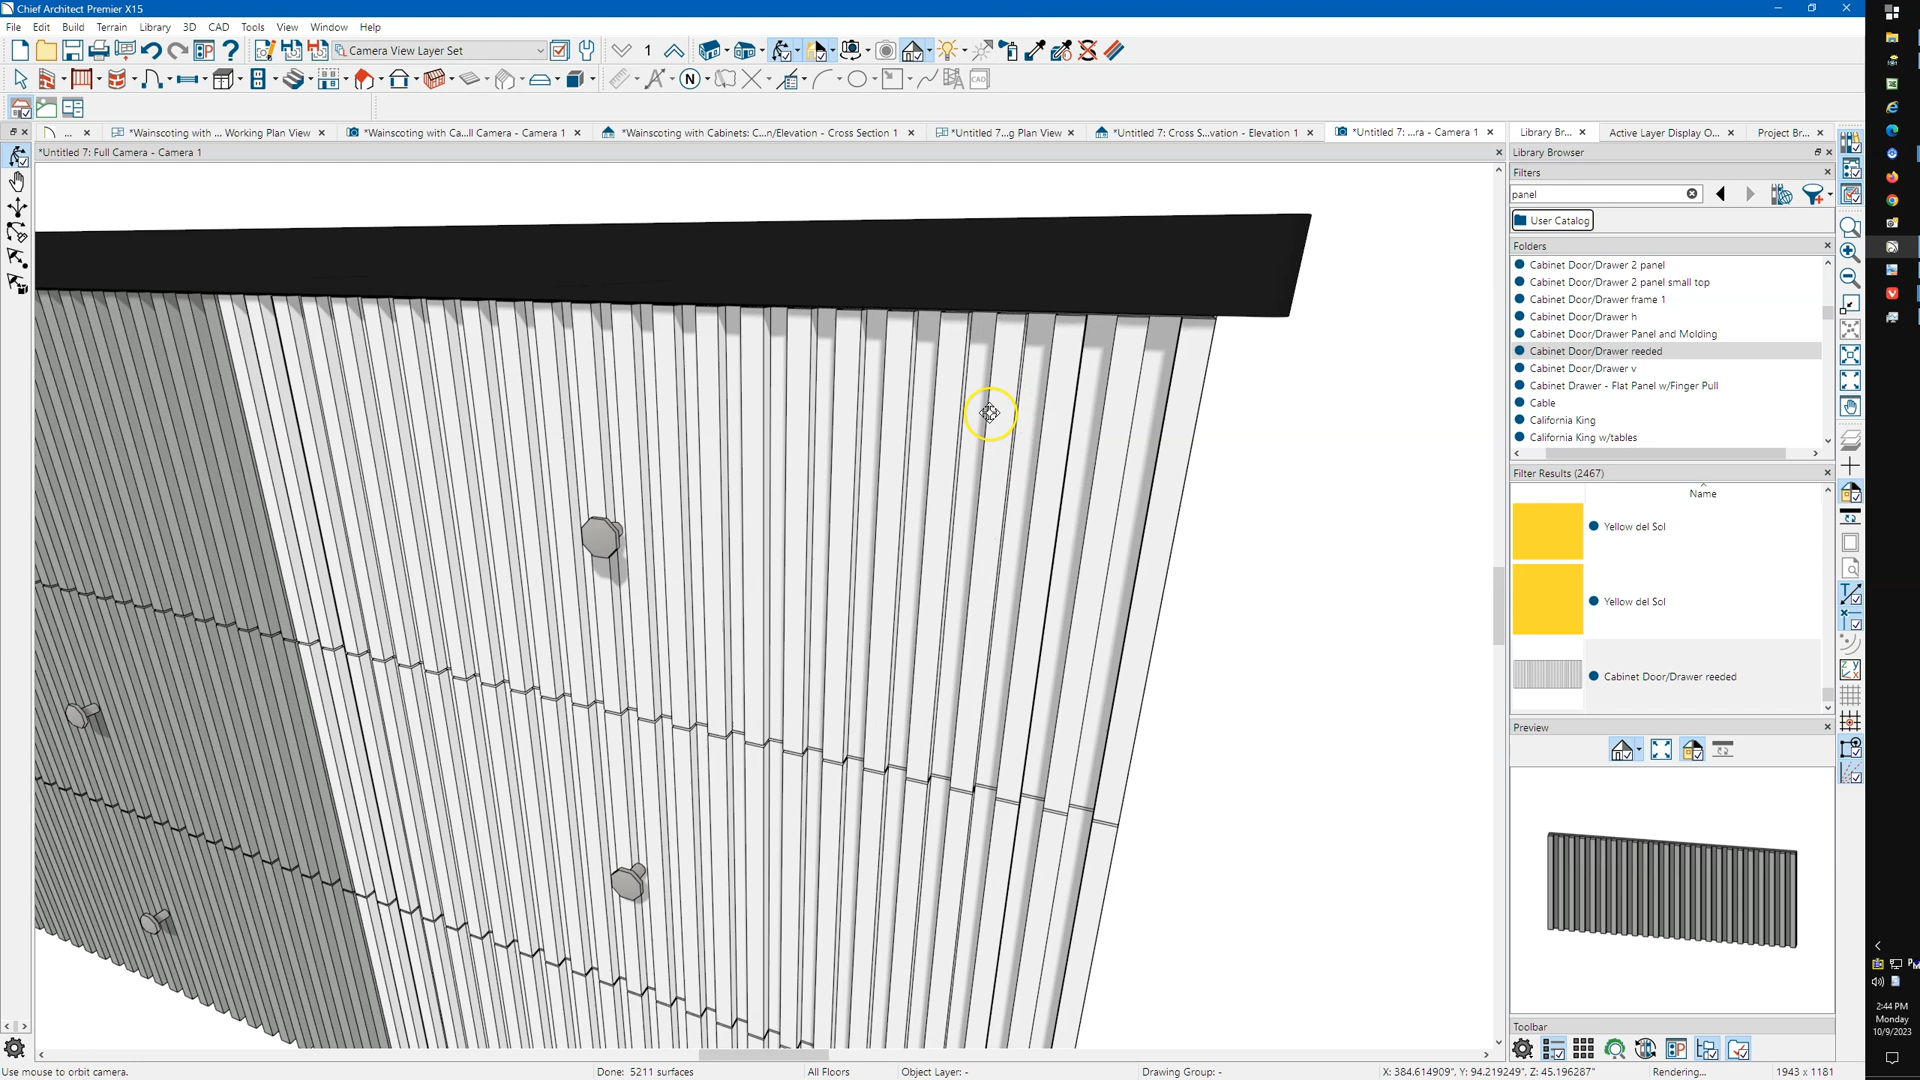 Chief Architect Premier X15
File Edit Build Terrain Library 3D CAD Tools View Window Help
Camera View Layer Set
1
N
CAD
... *Wainscoting with ... Working Plan View *Wainscoting with Ca...ll Camera - Camera 1 *Wainscoting with Cabinets: C...n/Elevation - Cross Section 1 *Untitled 7...g Plan View *Untitled 7: Cross S...vation - Elevation 1 *Untitled 7: ...ra - Camera 1 Library Br... Active Layer Display O... Project Br...
*Untitled 7: Full Camera - Camera 1
Library Browser
Filters
panel
User Catalog
Folders
Cabinet Door/Drawer 2 panel
Cabinet Door/Drawer 2 panel small top
Cabinet Door/Drawer frame 1
Cabinet Door/Drawer h
Cabinet Door/Drawer Panel and Molding
Cabinet Door/Drawer reeded
Cabinet Door/Drawer v
Cabinet Drawer - Flat Panel w/Finger Pull
Cable
California King
California King w/tables
Filter Results (2467)
Name
Yellow del Sol
Yellow del Sol
Cabinet Door/Drawer reeded
Preview
Toolbar
Use mouse to orbit camera. Done: 5211 surfaces All Floors Object Layer: - Drawing Group: - X: 384.614909", Y: 94.219249", Z: 45.196287" Rendering... 1943 x 1181
2:44 PM
Monday
10/9/2023